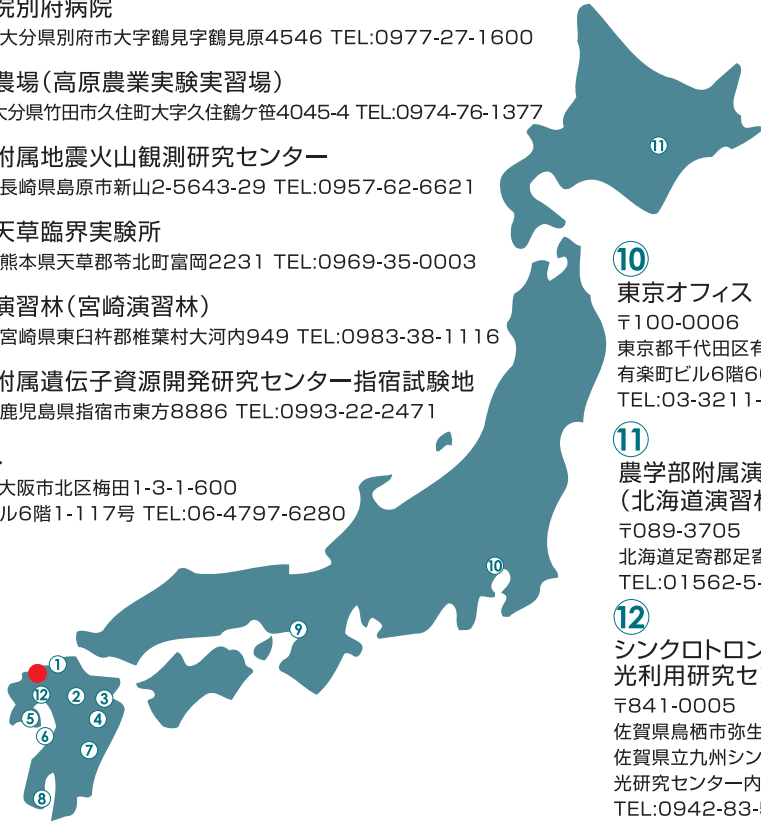 院別府病院
大分県別府市大字鶴見字鶴見原4546 TEL:0977-27-1600
農場（高原農業実験実習場）
大分県竹田市久住町大字久住鶴ケ笹4045-4 TEL:0974-76-1377
附属地震火山観測研究センター
長崎県島原市新山2-5643-29 TEL:0957-62-6621
天草臨界実験所
熊本県天草郡苓北町富岡2231 TEL:0969-35-0003
演習林（宮崎演習林）
宮崎県東臼杵郡椎葉村大河内949 TEL:0983-38-1116
附属遺伝子資源開発研究センター指宿試験地
鹿児島県指宿市東方8886 TEL:0993-22-2471
大阪市北区梅田1-3-1-600
ル6階1-117号 TEL:06-4797-6280
⑩
東京オフィス
〒100-0006
東京都千代田区有
有楽町ビル6階6
TEL:03-3211-
⑪
農学部附属演
（北海道演習林
〒089-3705
北海道足寄郡足寄
TEL:01562-5-
⑫
シンクロトロン
光利用研究セ
〒841-0005
佐賀県鳥栖市弥生
佐賀県立九州シン
光研究センター内
TEL:0942-83-
⑪
⑩
⑨
①
⑫
②
③
⑤
④
⑥
⑦
⑧